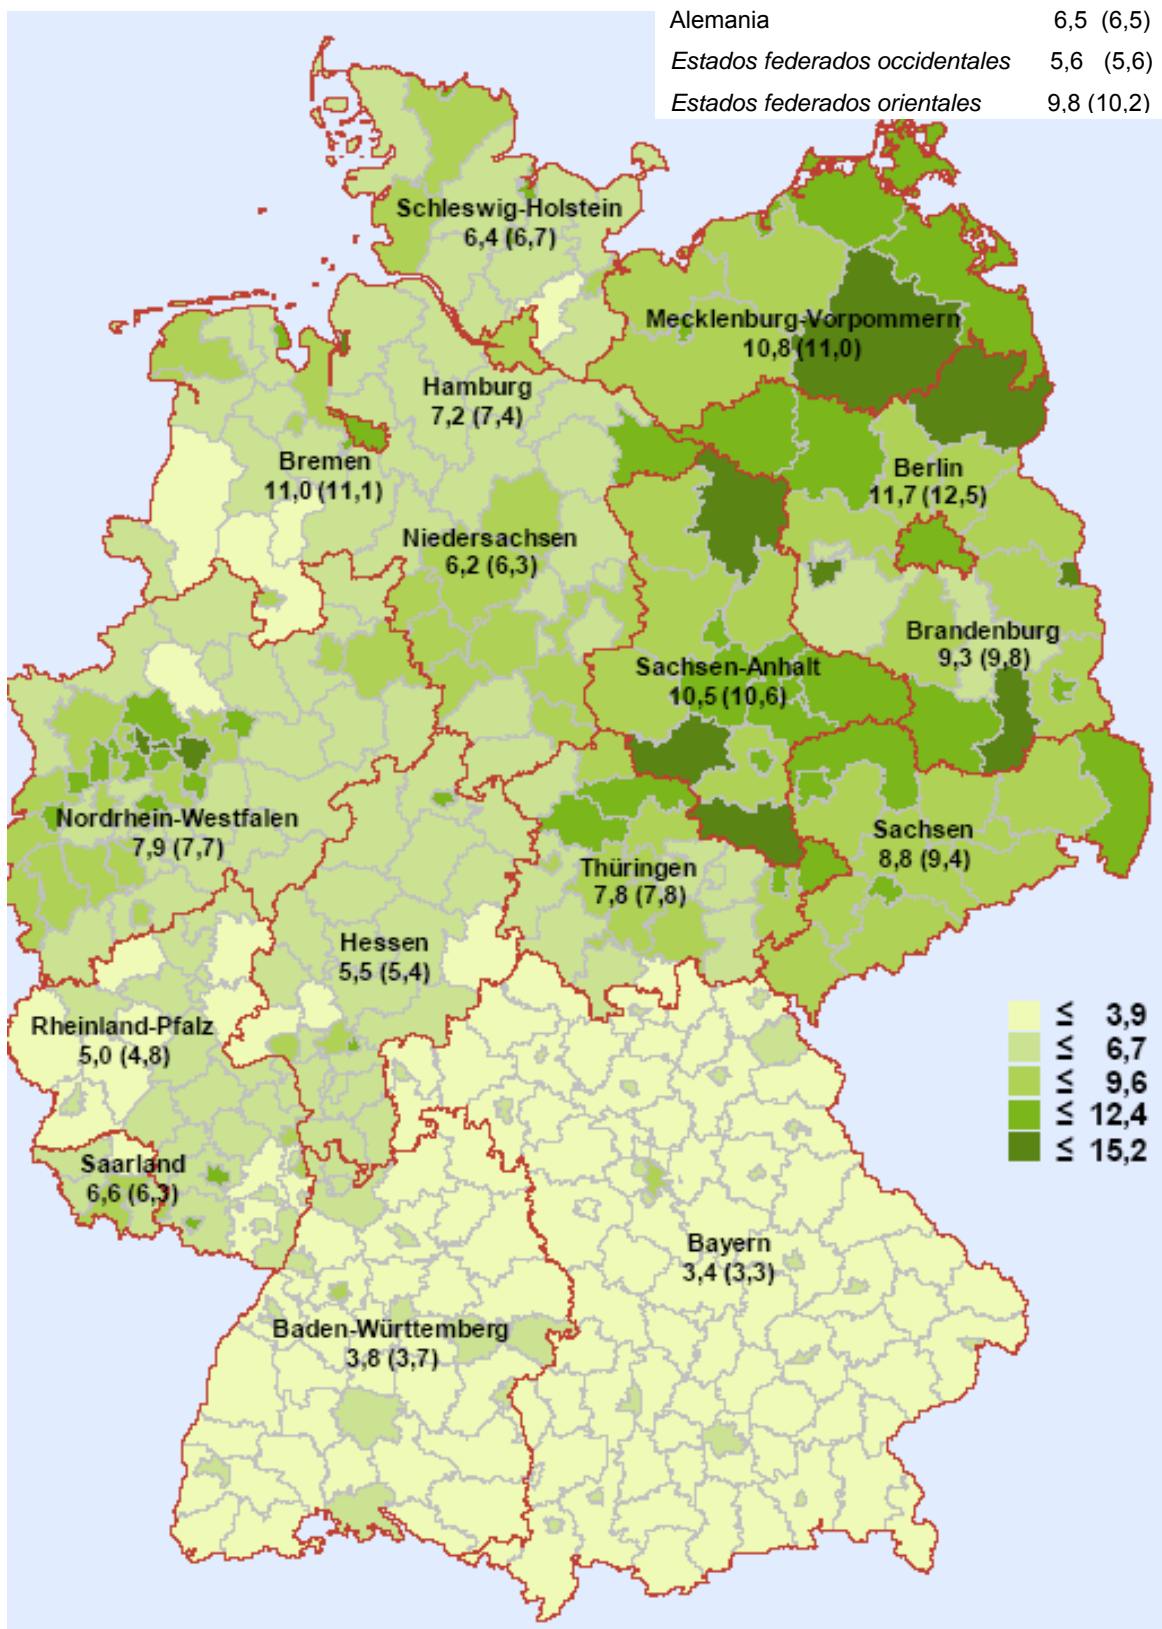 Alemania 6,5 (6,5)
Estados federados occidentales 5,6 (5,6)
Estados federados orientales 9,8 (10,2)
Schleswig-Holstein
6,4 (6,7)
Mecklenburg-Vorpommern
10,8 (11,0)
Hamburg
7,2 (7,4)
Bremen
11,0 (11,1)
Berlin
11,7 (12,5)
Niedersachsen
6,2 (6,3)
Brandenburg
9,3 (9,8)
Sachsen-Anhalt
10,5 (10,6)
Nordrhein-Westfalen
7,9 (7,7)
Sachsen
8,8 (9,4)
Thüringen
7,8 (7,8)
Hessen
5,5 (5,4)
Rheinland-Pfalz
5,0 (4,8)
≤ 3,9
≤ 6,7
≤ 9,6
≤ 12,4
≤ 15,2
Saarland
6,6 (6,3)
Bayern
3,4 (3,3)
Baden-Württemberg
3,8 (3,7)